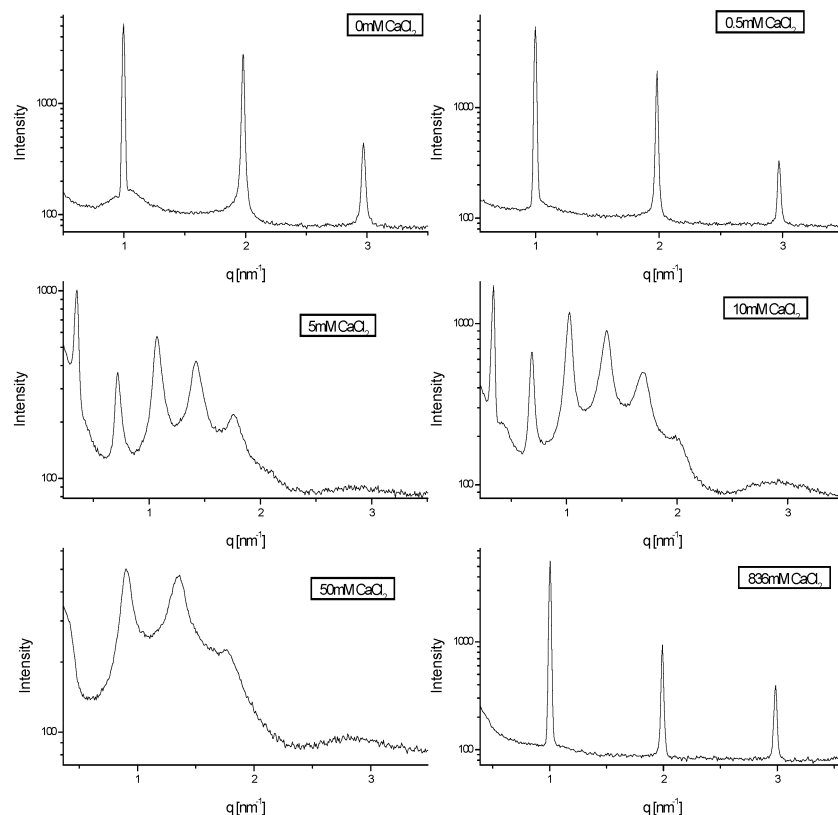 0mM CaCl₂
Intensity
1000
100
1 2 3
q [nm⁻¹]
0.5mM CaCl₂
Intensity
1000
100
1 2 3
q [nm⁻¹]
5mM CaCl₂
Intensity
1000
100
1 2 3
q [nm⁻¹]
10mM CaCl₂
Intensity
1000
100
1 2 3
q [nm⁻¹]
50mM CaCl₂
Intensity
100
1 2 3
q [nm⁻¹]
836mM CaCl₂
Intensity
1000
100
1 2 3
q [nm⁻¹]